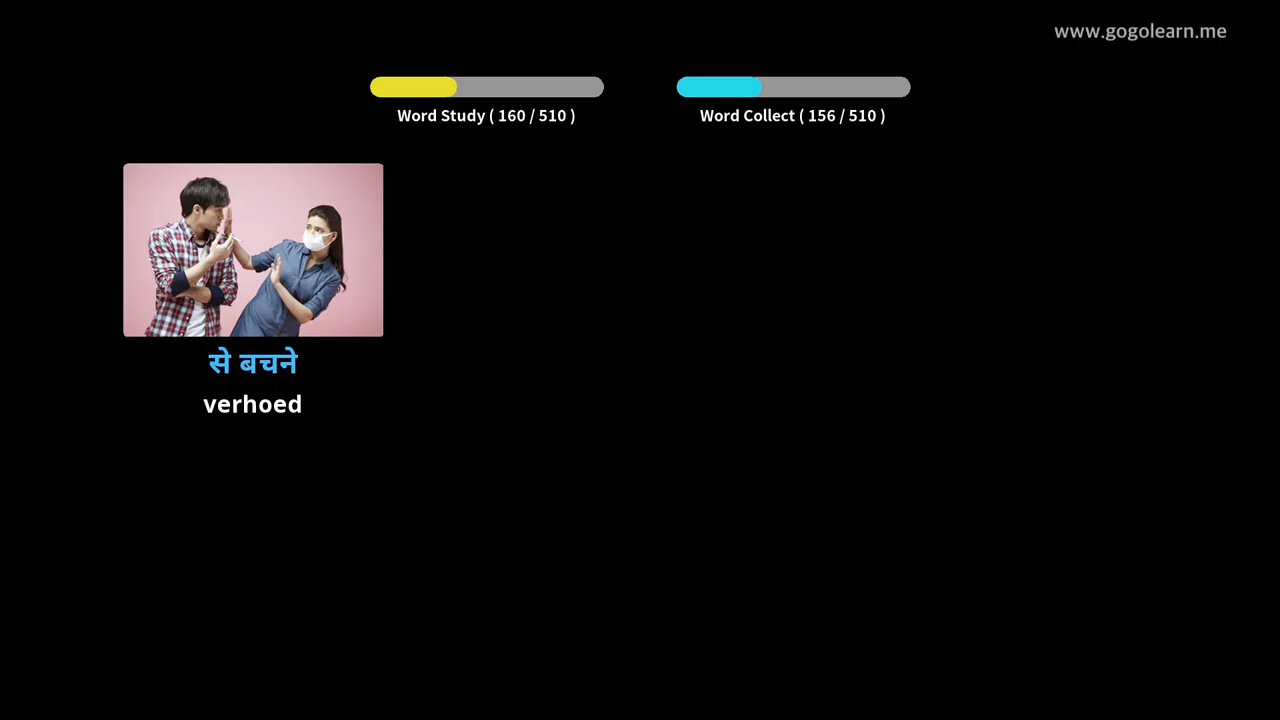 www.gogolearn.me
Word Study ( 160 / 510 )
Word Collect ( 156 / 510 )
से बचने
verhoed